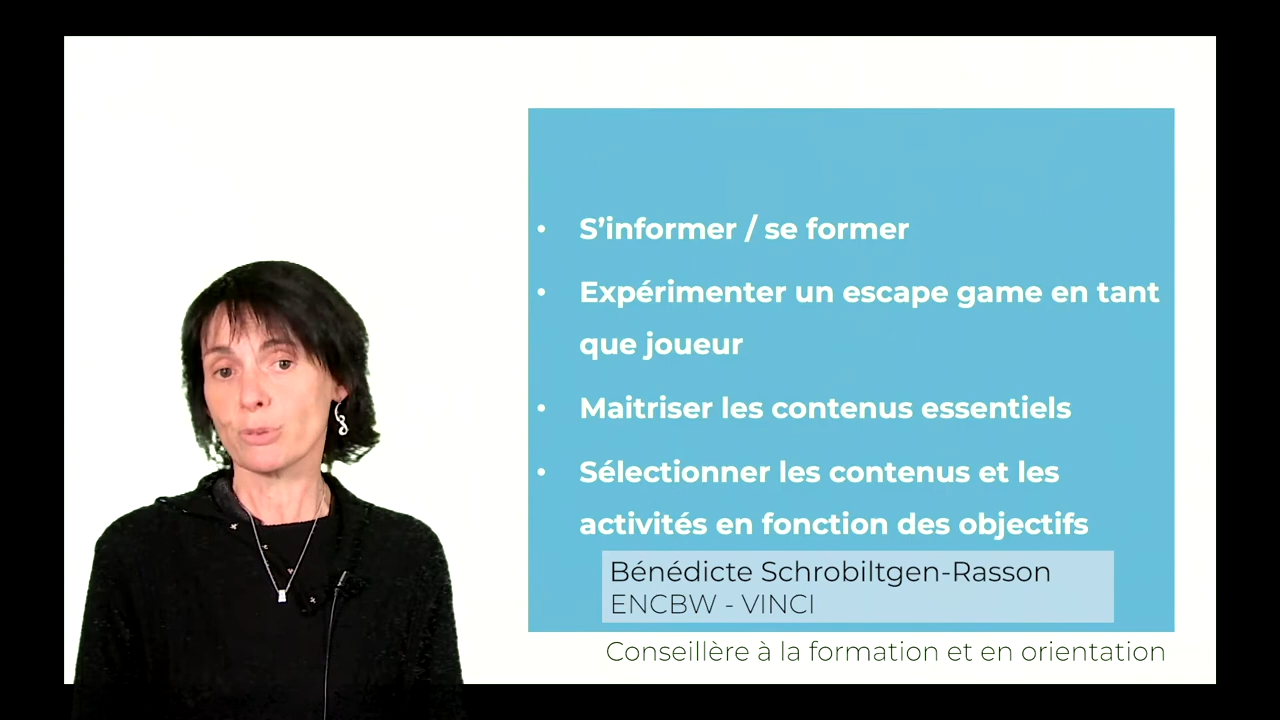 • S’informer / se former
• Expérimenter un escape game en tant
que joueur
• Maitriser les contenus essentiels
• Sélectionner les contenus et les
activités en fonction des objectifs
Bénédicte Schrobiltgen-Rasson
ENCBW - VINCI
Conseillère à la formation et en orientation